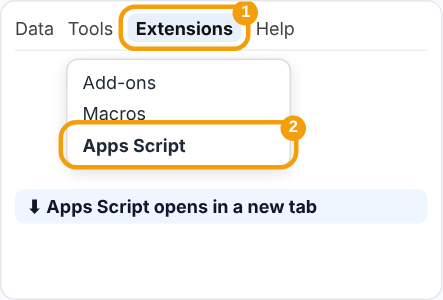 Data Tools Extensions 1 Help
Add-ons
Macros
Apps Script 2
⬇ Apps Script opens in a new tab